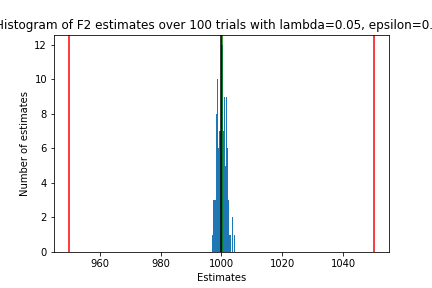 Histogram of F2 estimates over 100 trials with lambda=0.05, epsilon=0.
12
10
8
6
4
2
0
Number of estimates
960 980 1000 1020 1040
Estimates